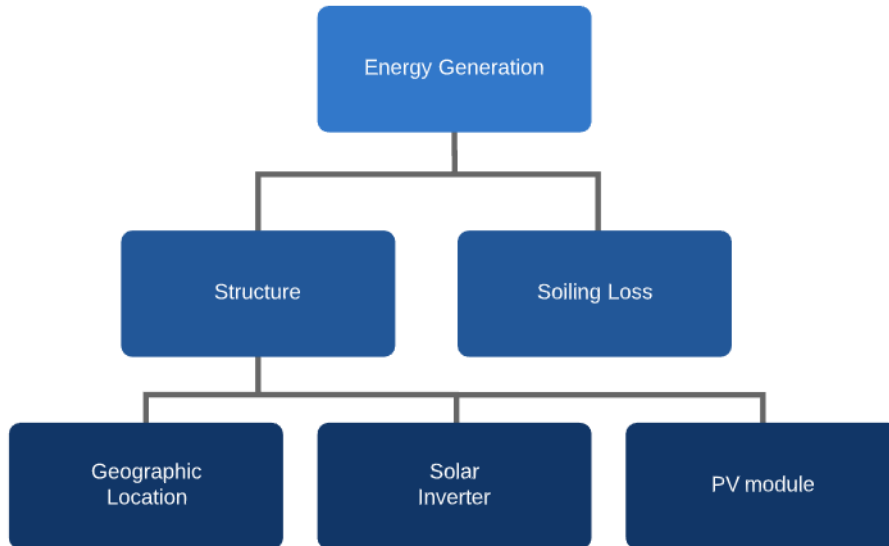 Energy Generation
Structure
Soiling Loss
Geographic
Location
Solar
Inverter
PV module